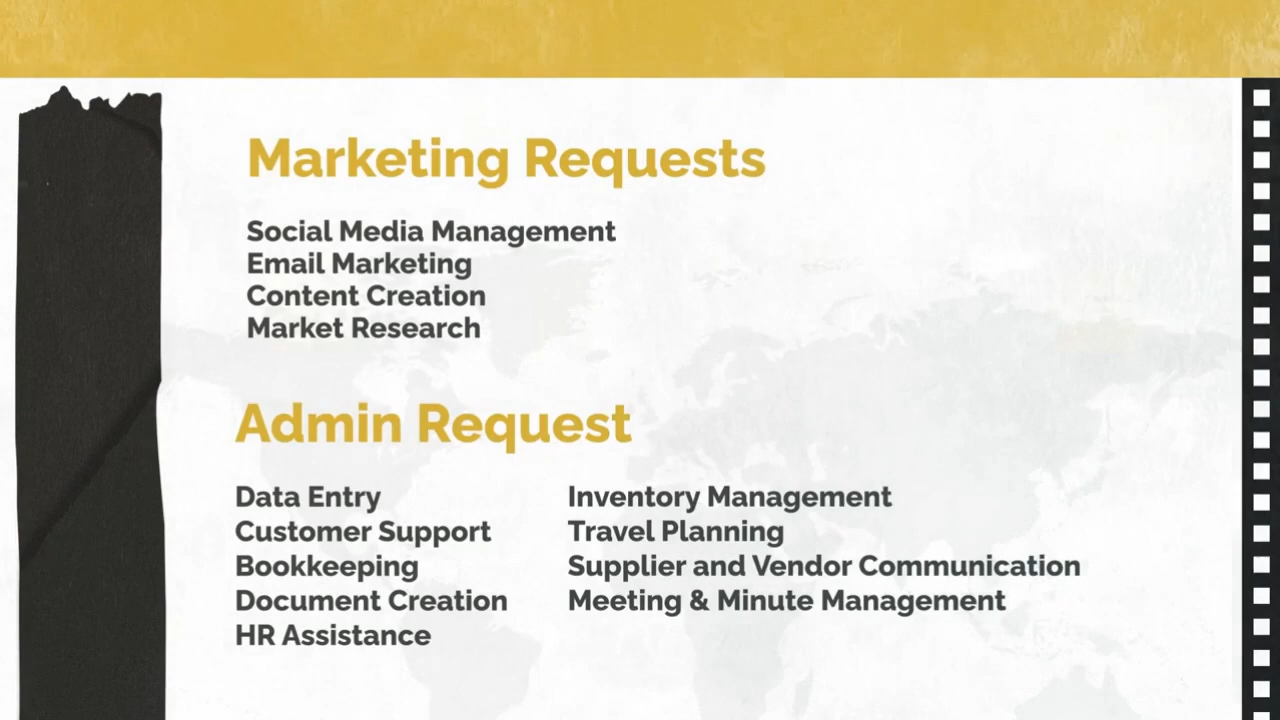 Marketing Requests
Social Media Management
Email Marketing
Content Creation
Market Research
Admin Request
Data Entry
Customer Support
Bookkeeping
Document Creation
HR Assistance
Inventory Management
Travel Planning
Supplier and Vendor Communication
Meeting & Minute Management